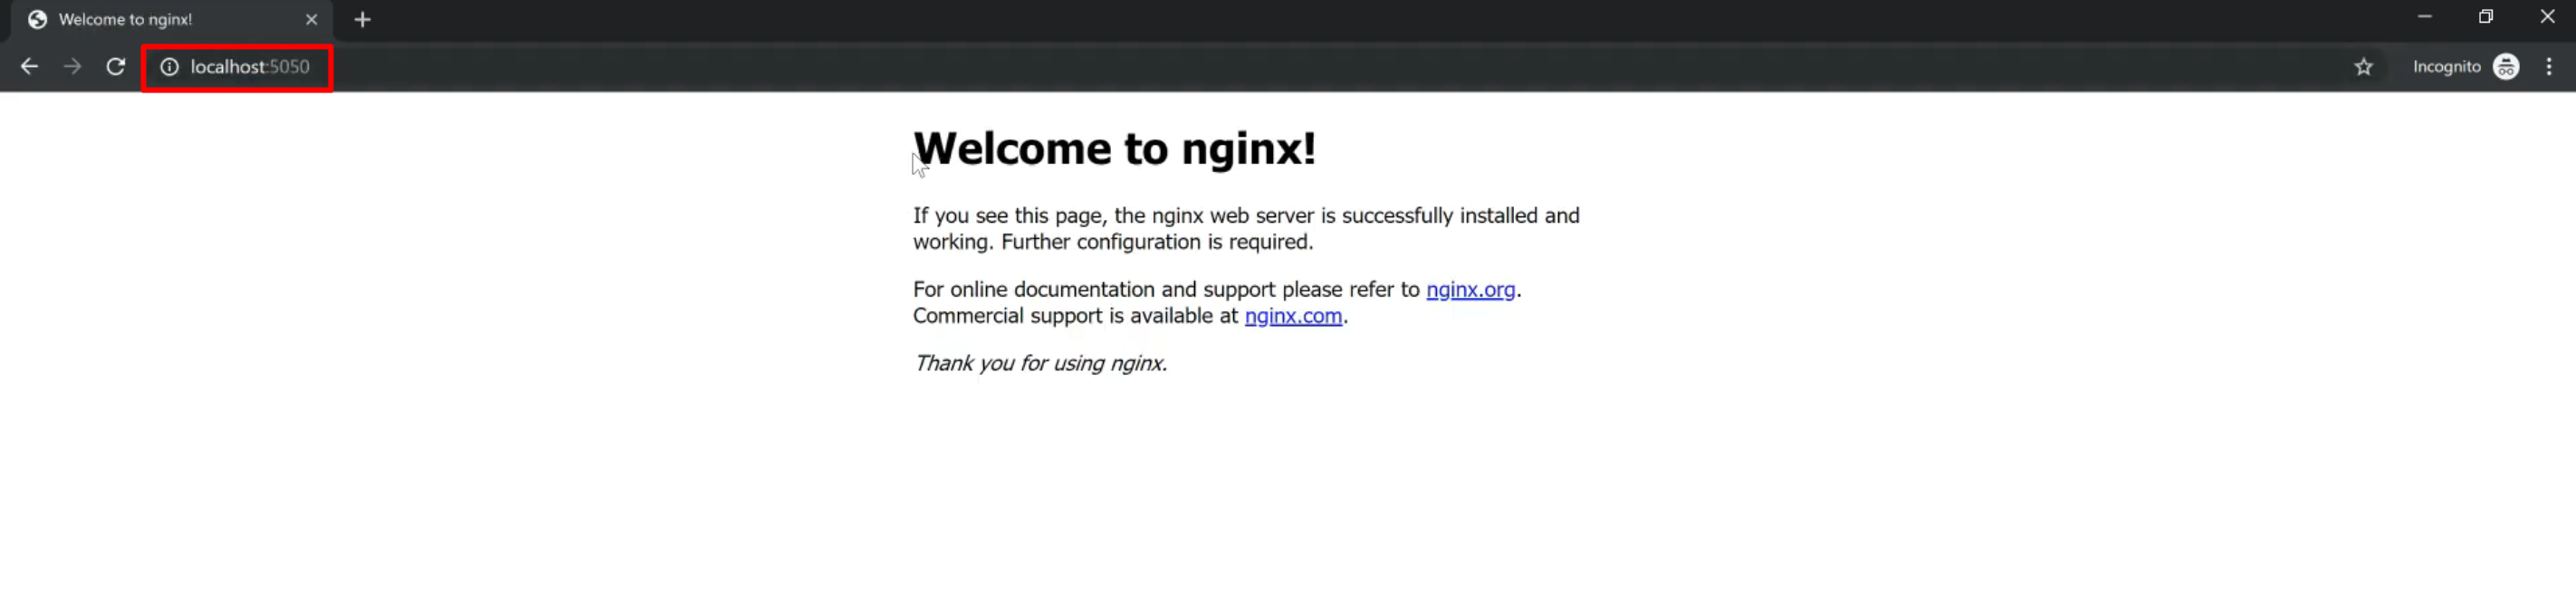 Welcome to nginx!
localhost:5050
Incognito
Welcome to nginx!
If you see this page, the nginx web server is successfully installed and
working. Further configuration is required.
For online documentation and support please refer to nginx.org.
Commercial support is available at nginx.com.
Thank you for using nginx.